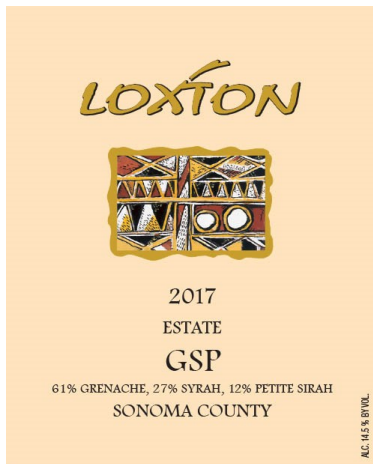 LOXTON
2017
ESTATE
GSP
61% GRENACHE, 27% SYRAH, 12% PETITE SIRAH
SONOMA COUNTY
ALC. 14.5 % BY VOL.